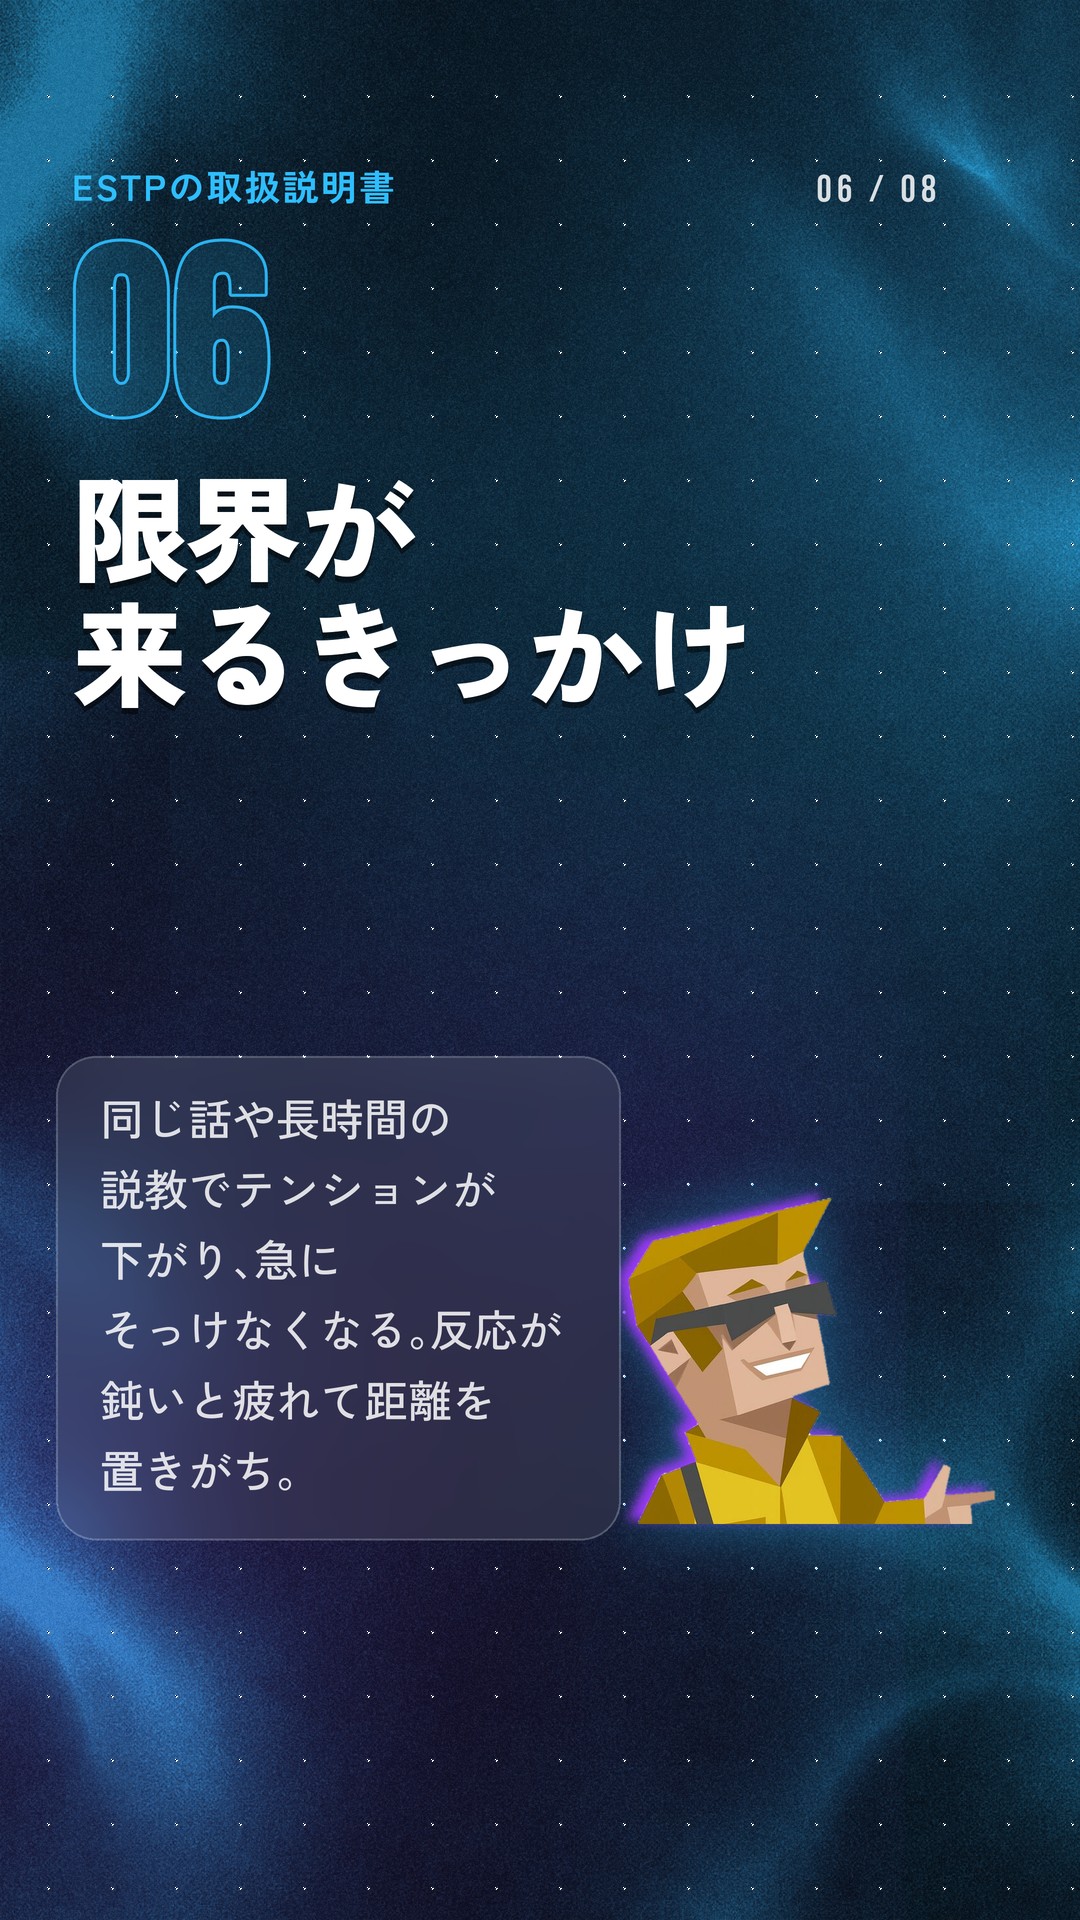 ESTPの取扱説明書
06 / 08
06
限界が
来るきっかけ
同じ話や長時間の
説教でテンションが
下がり、急に
そっけなくなる。反応が
鈍いと疲れて距離を
置きがち。